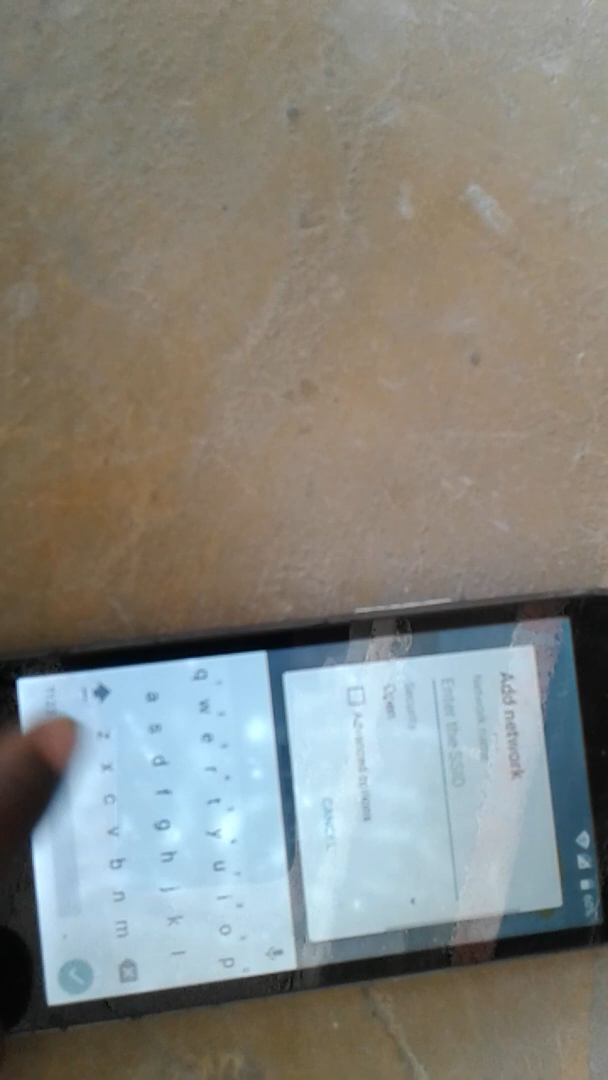 Add network
Network name
Enter the SSID
Security
Open
Advanced options
CANCEL
q w e r t y u i o p
a s d f g h j k l
z x c v b n m